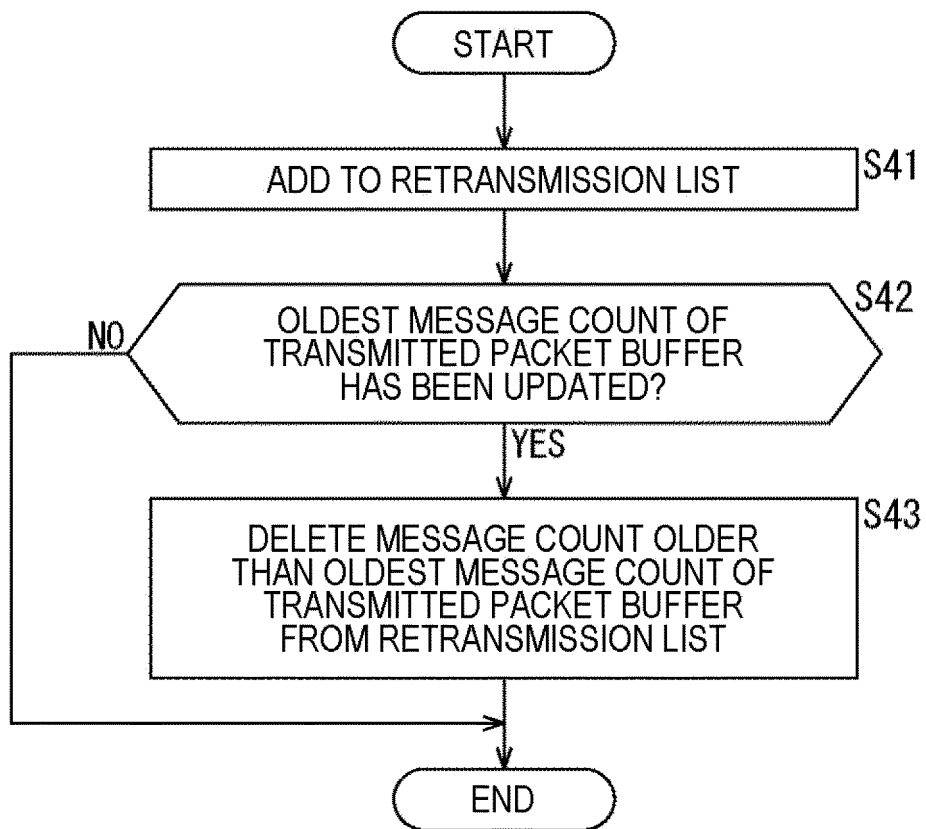 START
ADD TO RETRANSMISSION LIST
S41
S42
OLDEST MESSAGE COUNT OF
TRANSMITTED PACKET BUFFER
HAS BEEN UPDATED?
NO
YES
S43
DELETE MESSAGE COUNT OLDER
THAN OLDEST MESSAGE COUNT OF
TRANSMITTED PACKET BUFFER
FROM RETRANSMISSION LIST
END